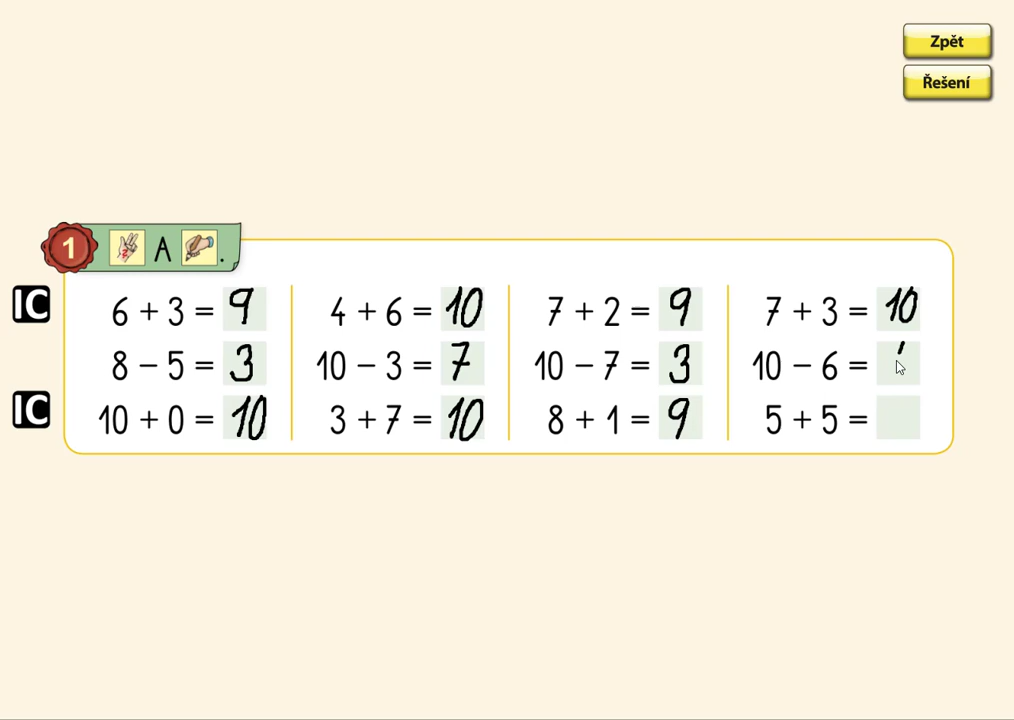 Zpět
Řešení
1 A .
IC
6 + 3 = 9 4 + 6 = 10 7 + 2 = 9 7 + 3 = 10
8 – 5 = 3 10 – 3 = 7 10 – 7 = 3 10 – 6 =
IC
10 + 0 = 10 3 + 7 = 10 8 + 1 = 9 5 + 5 =